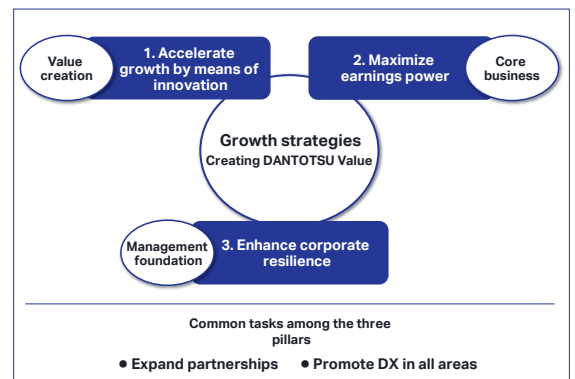 Value
creation
1. Accelerate
growth by means of
innovation
2. Maximize
earnings power
Core
business
Growth strategies
Creating DANTOTSU Value
Management
foundation
3. Enhance corporate
resilience
Common tasks among the three
pillars
● Expand partnerships ● Promote DX in all areas